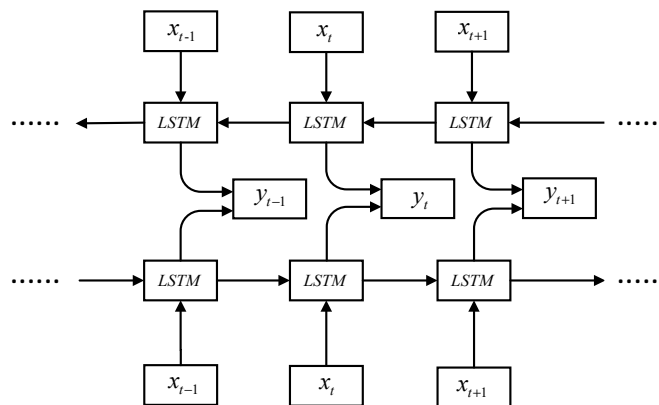 x_{t-1} x_t x_{t+1}
...... LSTM LSTM LSTM .....
y_{t-1} y_t y_{t+1}
...... LSTM LSTM LSTM .....
x_{t-1} x_t x_{t+1}